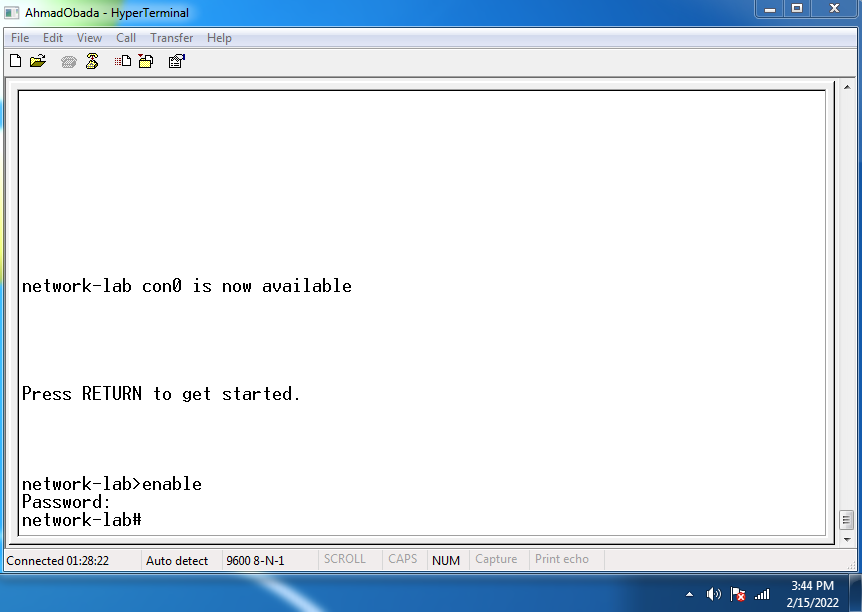 AhmadObada - HyperTerminal
File Edit View Call Transfer Help
network-lab con0 is now available
Press RETURN to get started.
network-lab>enable
Password:
network-lab#
Connected 01:28:22 Auto detect 9600 8-N-1 SCROLL CAPS NUM Capture Print echo
3:44 PM
2/15/2022